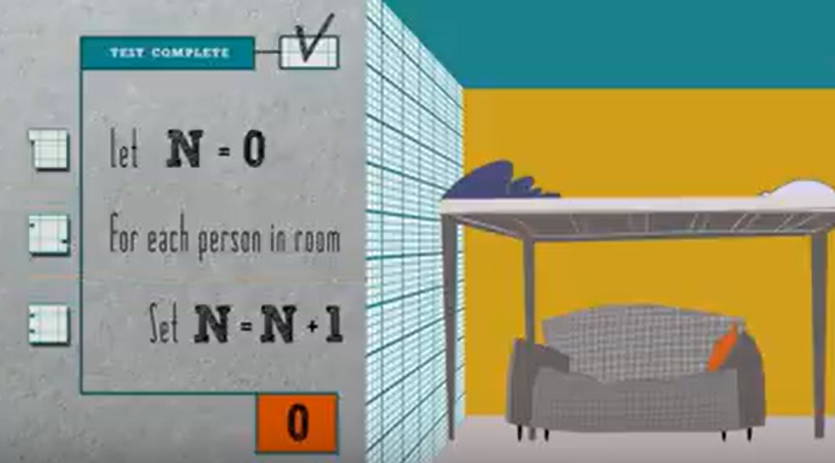 TEST COMPLETE
let N = 0
For each person in room
Set N = N + 1
0